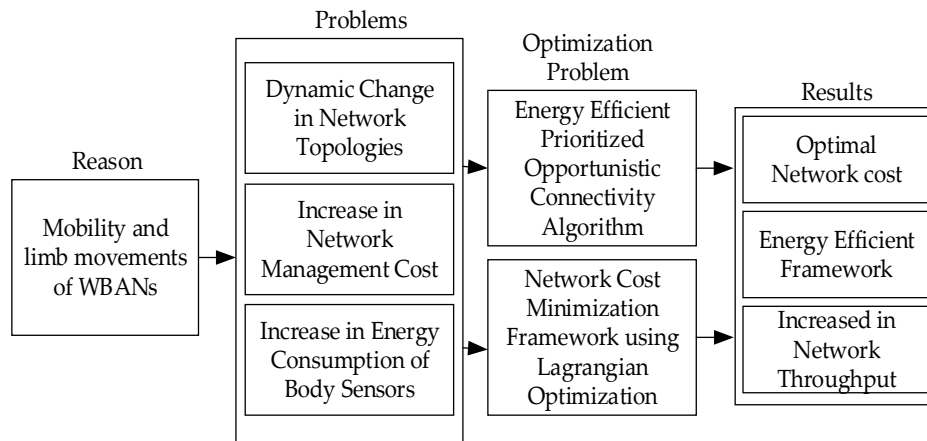 Reason
Mobility and
limb movements
of WBANs
Problems
Dynamic Change
in Network
Topologies
Increase in
Network
Management Cost
Increase in Energy
Consumption of
Body Sensors
Optimization
Problem
Energy Efficient
Prioritized
Opportunistic
Connectivity
Algorithm
Network Cost
Minimization
Framework using
Lagrangian
Optimization
Results
Optimal
Network cost
Energy Efficient
Framework
Increased in
Network
Throughput